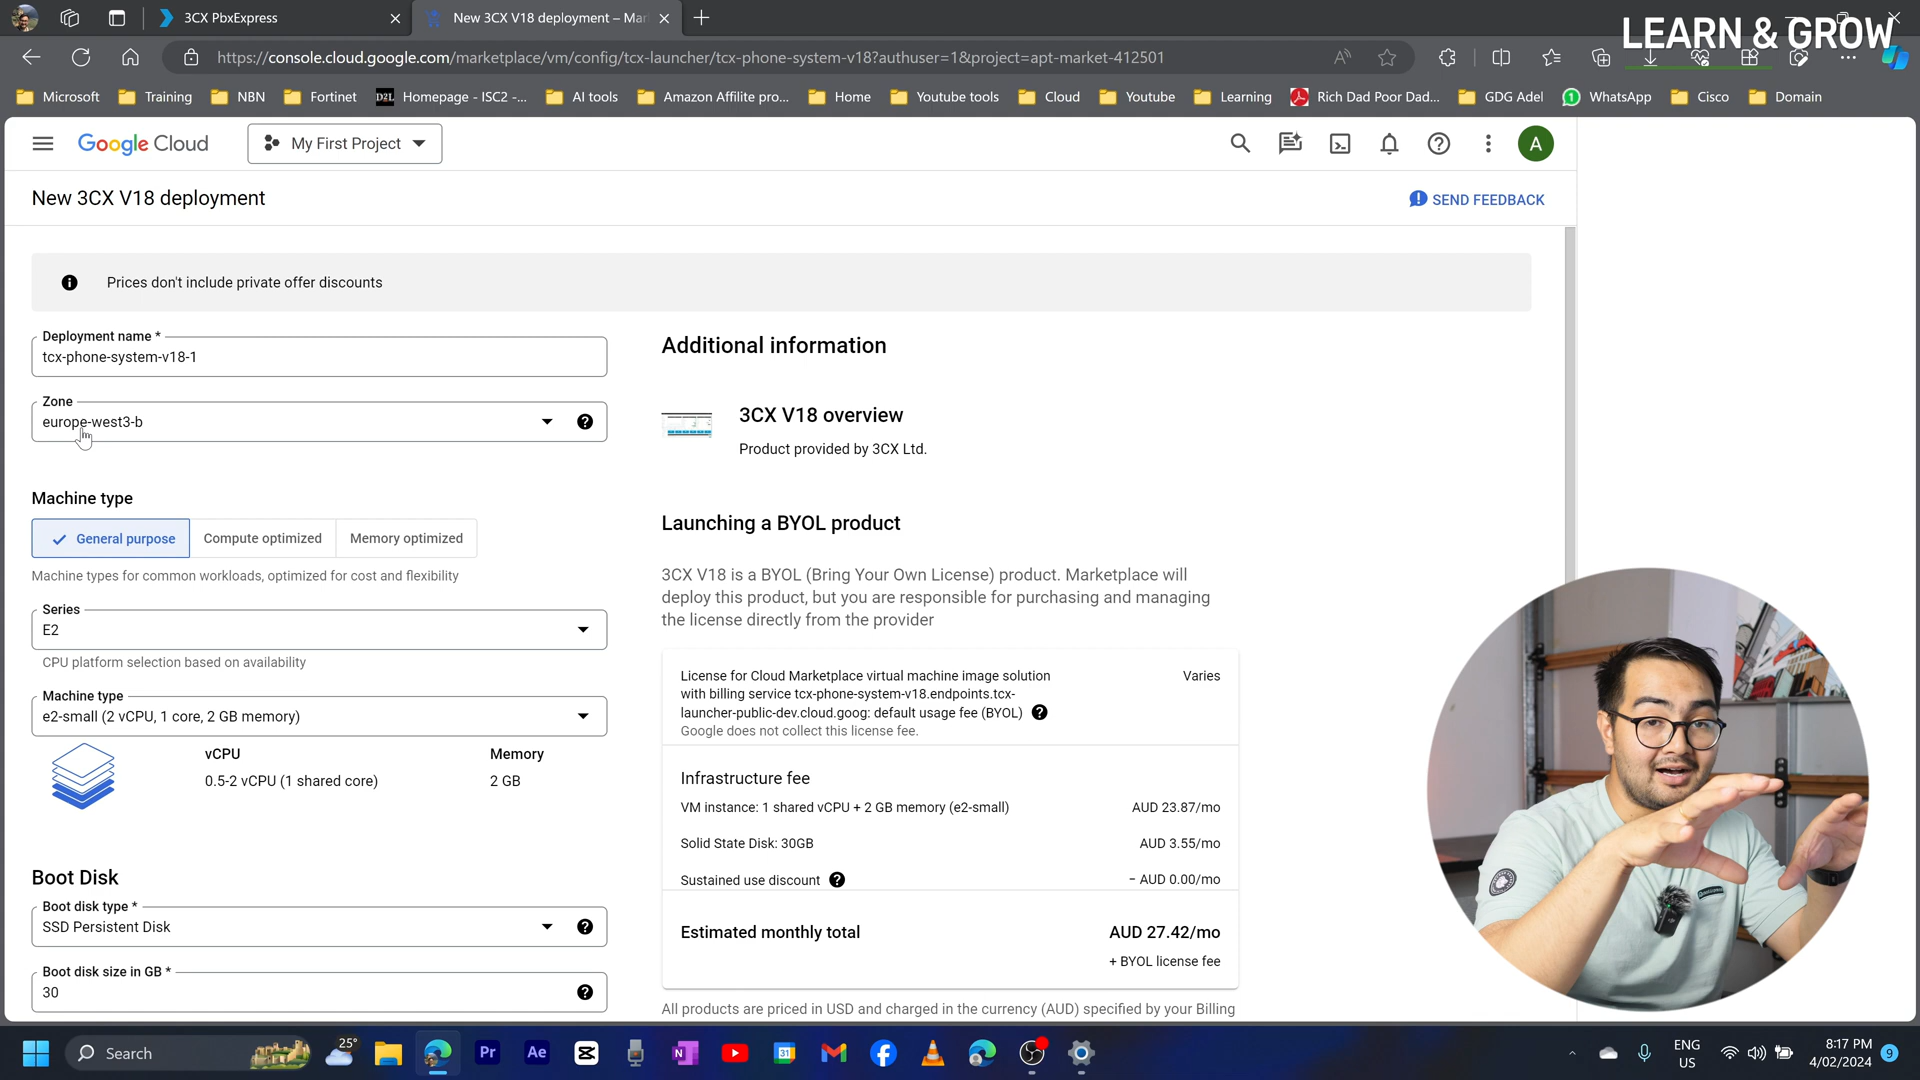 3CX PbxExpress
New 3CX V18 deployment – Mar
LEARN & GROW
https://console.cloud.google.com/marketplace/vm/config/tcx-launcher/tcx-phone-system-v18?authuser=1&project=apt-market-412501
Microsoft
Training
NBN
Fortinet
Homepage - ISC2 -...
AI tools
Amazon Affilite pro...
Home
Youtube tools
Cloud
Youtube
Learning
Rich Dad Poor Dad...
GDG Adel
WhatsApp
Cisco
Domain
Google Cloud
My First Project
A
New 3CX V18 deployment
SEND FEEDBACK
Prices don't include private offer discounts
Deployment name *
tcx-phone-system-v18-1
Zone
europe-west3-b
Machine type
General purpose
Compute optimized
Memory optimized
Machine types for common workloads, optimized for cost and flexibility
Series
E2
CPU platform selection based on availability
Machine type
e2-small (2 vCPU, 1 core, 2 GB memory)
vCPU
Memory
0.5-2 vCPU (1 shared core)
2 GB
Boot Disk
Boot disk type *
SSD Persistent Disk
Boot disk size in GB *
30
Additional information
3CX V18 overview
Product provided by 3CX Ltd.
Launching a BYOL product
3CX V18 is a BYOL (Bring Your Own License) product. Marketplace will
deploy this product, but you are responsible for purchasing and managing
the license directly from the provider
License for Cloud Marketplace virtual machine image solution
Varies
with billing service tcx-phone-system-v18.endpoints.tcx-
launcher-public-dev.cloud.goog: default usage fee (BYOL)
Google does not collect this license fee.
Infrastructure fee
VM instance: 1 shared vCPU + 2 GB memory (e2-small)
AUD 23.87/mo
Solid State Disk: 30GB
AUD 3.55/mo
Sustained use discount
− AUD 0.00/mo
Estimated monthly total
AUD 27.42/mo
+ BYOL license fee
All products are priced in USD and charged in the currency (AUD) specified by your Billing
Search
25°
Pr
Ae
N
31
ENG
US
8:17 PM
4/02/2024
9